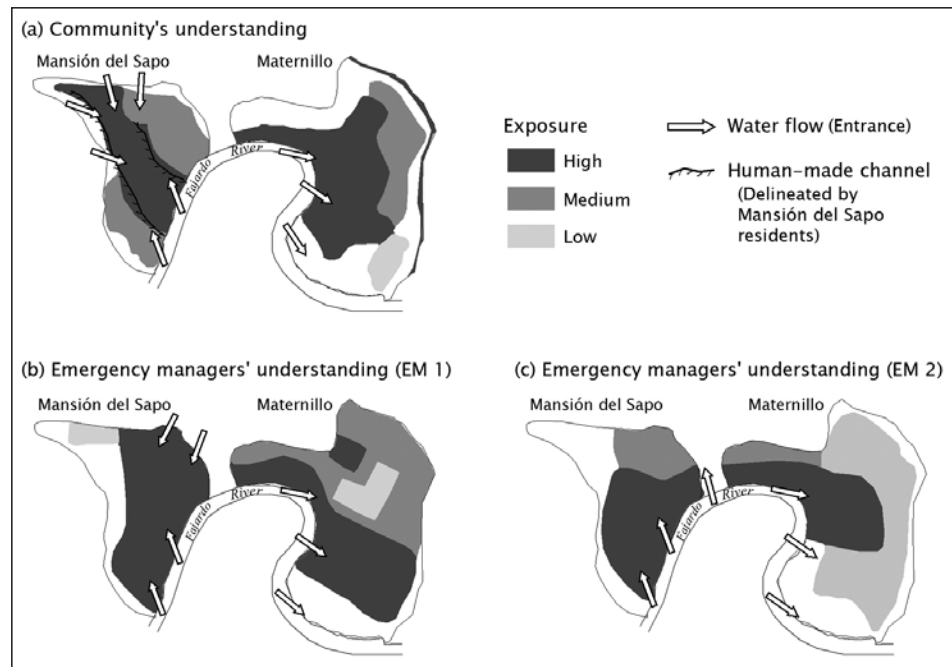 (a) Community's understanding
Mansión del Sapo
Maternillo
Fajardo River
Exposure
High
Medium
Low
Water flow (Entrance)
Human-made channel
(Delineated by
Mansión del Sapo
residents)
(b) Emergency managers' understanding (EM 1)
Mansión del Sapo
Maternillo
Fajardo River
(c) Emergency managers' understanding (EM 2)
Mansión del Sapo
Maternillo
Fajardo River